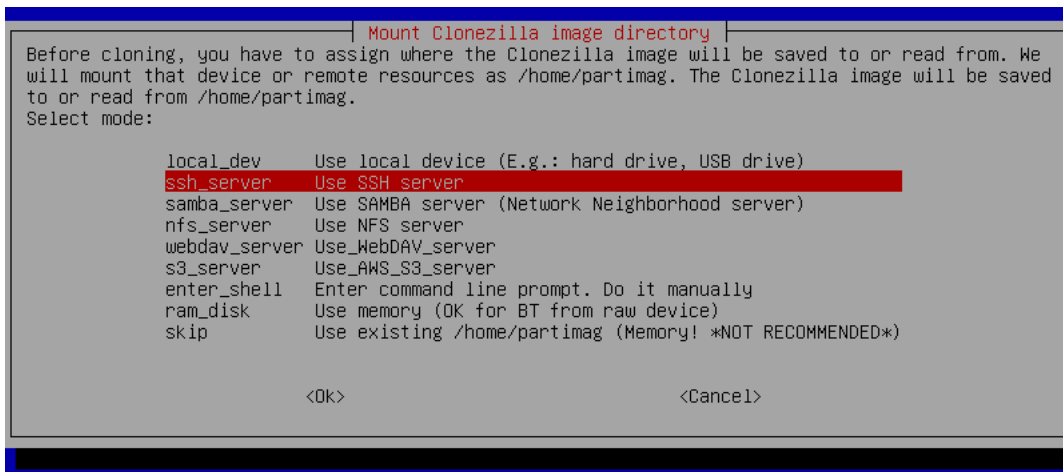 Mount Clonezilla image directory
Before cloning, you have to assign where the Clonezilla image will be saved to or read from. We
will mount that device or remote resources as /home/partimag. The Clonezilla image will be saved
to or read from /home/partimag.
Select mode:
local_dev Use local device (E.g.: hard drive, USB drive)
ssh_server Use SSH server
samba_server Use SAMBA server (Network Neighborhood server)
nfs_server Use NFS server
webdav_server Use_WebDAV_server
s3_server Use_AWS_S3_server
enter_shell Enter command line prompt. Do it manually
ram_disk Use memory (OK for BT from raw device)
skip Use existing /home/partimag (Memory! *NOT RECOMMENDED*)
<Ok> <Cancel>